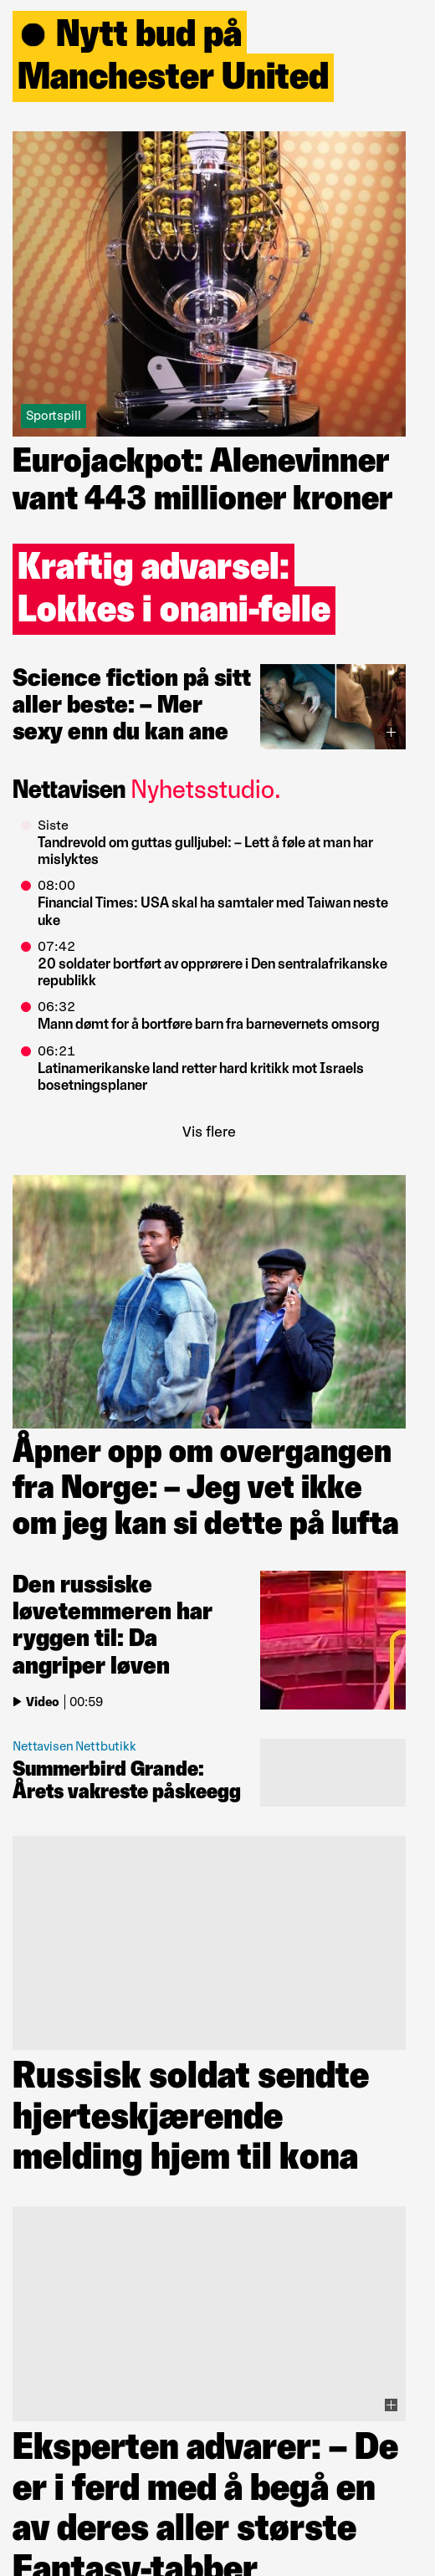 Nytt bud på
Manchester United
Sportspill
Eurojackpot: Alenevinner
vant 443 millioner kroner
Kraftig advarsel:
Lokkes i onani-felle
Science fiction på sitt
aller beste: – Mer
sexy enn du kan ane
Nettavisen Nyhetsstudio.
Siste
Tandrevold om guttas gulljubel: – Lett å føle at man har
mislyktes
08:00
Financial Times: USA skal ha samtaler med Taiwan neste
uke
07:42
20 soldater bortført av opprørere i Den sentralafrikanske
republikk
06:32
Mann dømt for å bortføre barn fra barnevernets omsorg
06:21
Latinamerikanske land retter hard kritikk mot Israels
bosetningsplaner
Vis flere
Åpner opp om overgangen
fra Norge: – Jeg vet ikke
om jeg kan si dette på lufta
Den russiske
løvetemmeren har
ryggen til: Da
angriper løven
Video | 00:59
Nettavisen Nettbutikk
Summerbird Grande:
Årets vakreste påskeegg
Russisk soldat sendte
hjerteskjærende
melding hjem til kona
Eksperten advarer: – De
er i ferd med å begå en
av deres aller største
Fantasy-tabber